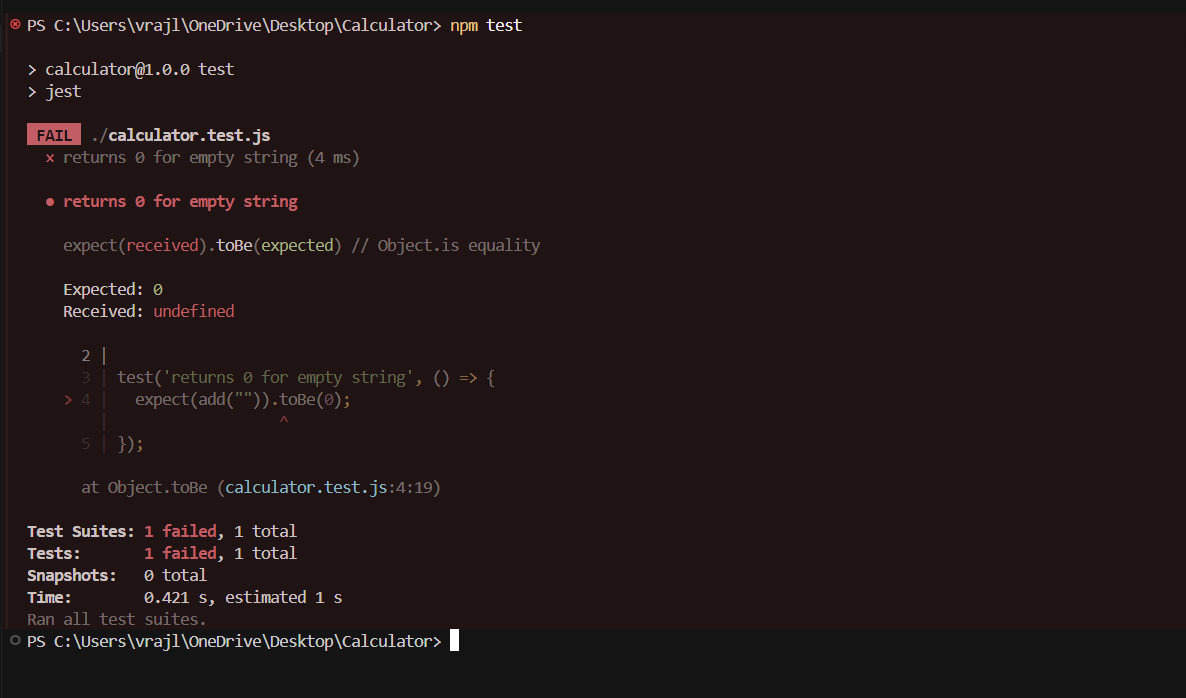 PS C:\Users\vrajl\OneDrive\Desktop\Calculator> npm test
> calculator@1.0.0 test
> jest
FAIL ./calculator.test.js
× returns 0 for empty string (4 ms)
● returns 0 for empty string
expect(received).toBe(expected) // Object.is equality
Expected: 0
Received: undefined
2 |
3 | test('returns 0 for empty string', () => {
> 4 | expect(add("")).toBe(0);
| ^
5 | });
at Object.toBe (calculator.test.js:4:19)
Test Suites: 1 failed, 1 total
Tests: 1 failed, 1 total
Snapshots: 0 total
Time: 0.421 s, estimated 1 s
Ran all test suites.
PS C:\Users\vrajl\OneDrive\Desktop\Calculator>